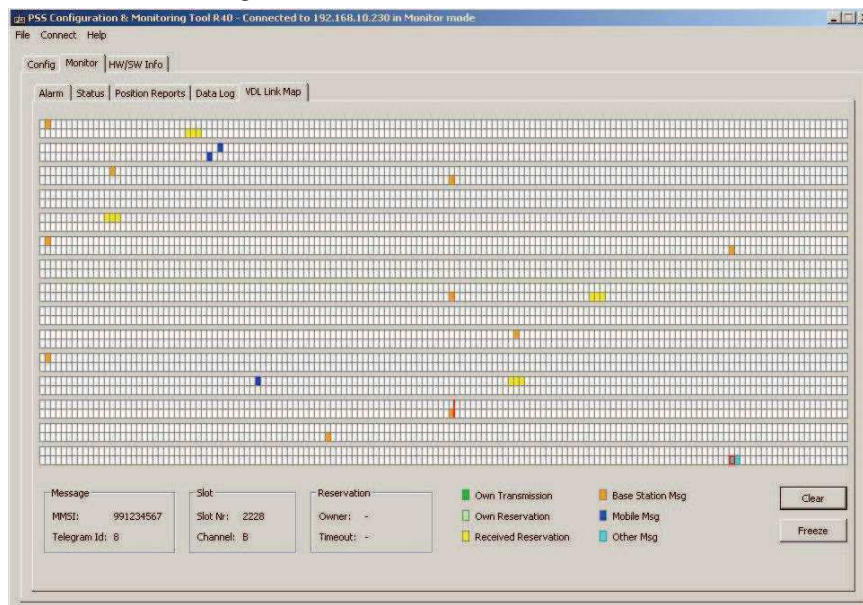 PSS Configuration & Monitoring Tool R40 - Connected to 192.168.10.230 in Monitor mode
File Connect Help
Config Monitor HW/SW Info
Alarm Status Position Reports Data Log VDL Link Map
Message Slot Reservation Own Transmission Base Station Msg Clear
MMSI: 991234567 Slot Nr: 2228 Owner: - Own Reservation Mobile Msg
Telegram Id: 8 Channel: B Timeout: - Received Reservation Other Msg Freeze